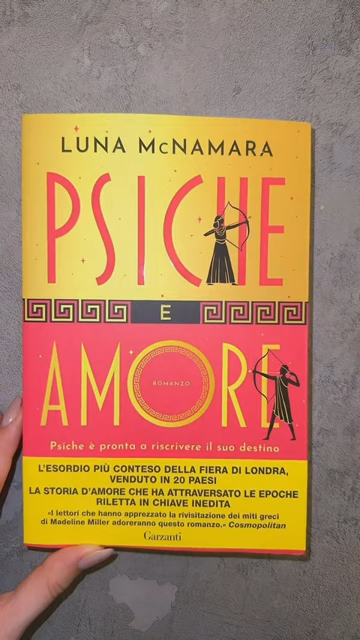 LUNA McNAMARA
PSICHE
E
AMORE
ROMANZO
Psiche è pronta a riscrivere il suo destino
L'ESORDIO PIÙ CONTESO DELLA FIERA DI LONDRA,
VENDUTO IN 20 PAESI
LA STORIA D'AMORE CHE HA ATTRAVERSATO LE EPOCHE
RILETTA IN CHIAVE INEDITA
«I lettori che hanno apprezzato la rivisitazione dei miti greci
di Madeline Miller adoreranno questo romanzo.» Cosmopolitan
Garzanti